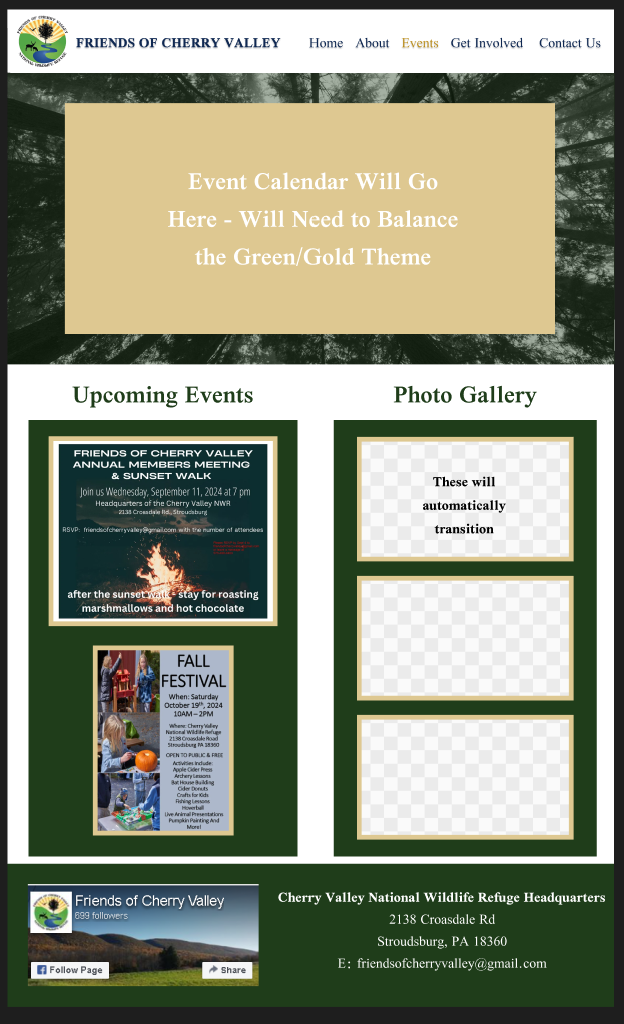 FRIENDS OF CHERRY VALLEY
NATIONAL WILDLIFE REFUGE
FRIENDS OF CHERRY VALLEY
Home About Events Get Involved Contact Us
Event Calendar Will Go
Here - Will Need to Balance
the Green/Gold Theme
Upcoming Events
FRIENDS OF CHERRY VALLEY
ANNUAL MEMBERS MEETING
& SUNSET WALK
Join us Wednesday, September 11, 2024 at 7 pm
Headquarters of the Cherry Valley NWR
2138 Croasdale Rd., Stroudsburg
RSVP: friendsofcherryvalley@gmail.com with the number of attendees
after the sunset walk - stay for roasting
marshmallows and hot chocolate
FALL
FESTIVAL
When: Saturday
October 19th, 2024
10AM – 2PM
Where: Cherry Valley
National Wildlife Refuge
2138 Croasdale Road
Stroudsburg PA 18360
OPEN TO PUBLIC & FREE
Activities Include:
Apple Cider Press
Archery Lessons
Bat House Building
Cider Donuts
Crafts for Kids
Fishing Lessons
Hoverball
Live Animal Presentations
Pumpkin Painting And
More!
Photo Gallery
These will
automatically
transition
Friends of Cherry Valley
699 followers
Follow Page
Share
Cherry Valley National Wildlife Refuge Headquarters
2138 Croasdale Rd
Stroudsburg, PA 18360
E: friendsofcherryvalley@gmail.com